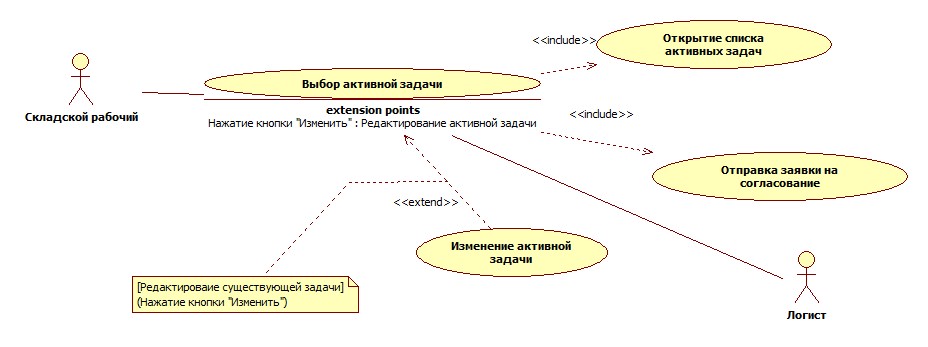 <<include>>
Открытие списка
активных задач
Складской рабочий
Выбор активной задачи
extension points
Нажатие кнопки "Изменить" : Редактирование активной задачи
<<include>>
Отправка заявки на
согласование
<<extend>>
Изменение активной
задачи
[Редактироваие существующей задачи]
(Нажатие кнопки "Изменить")
Логист